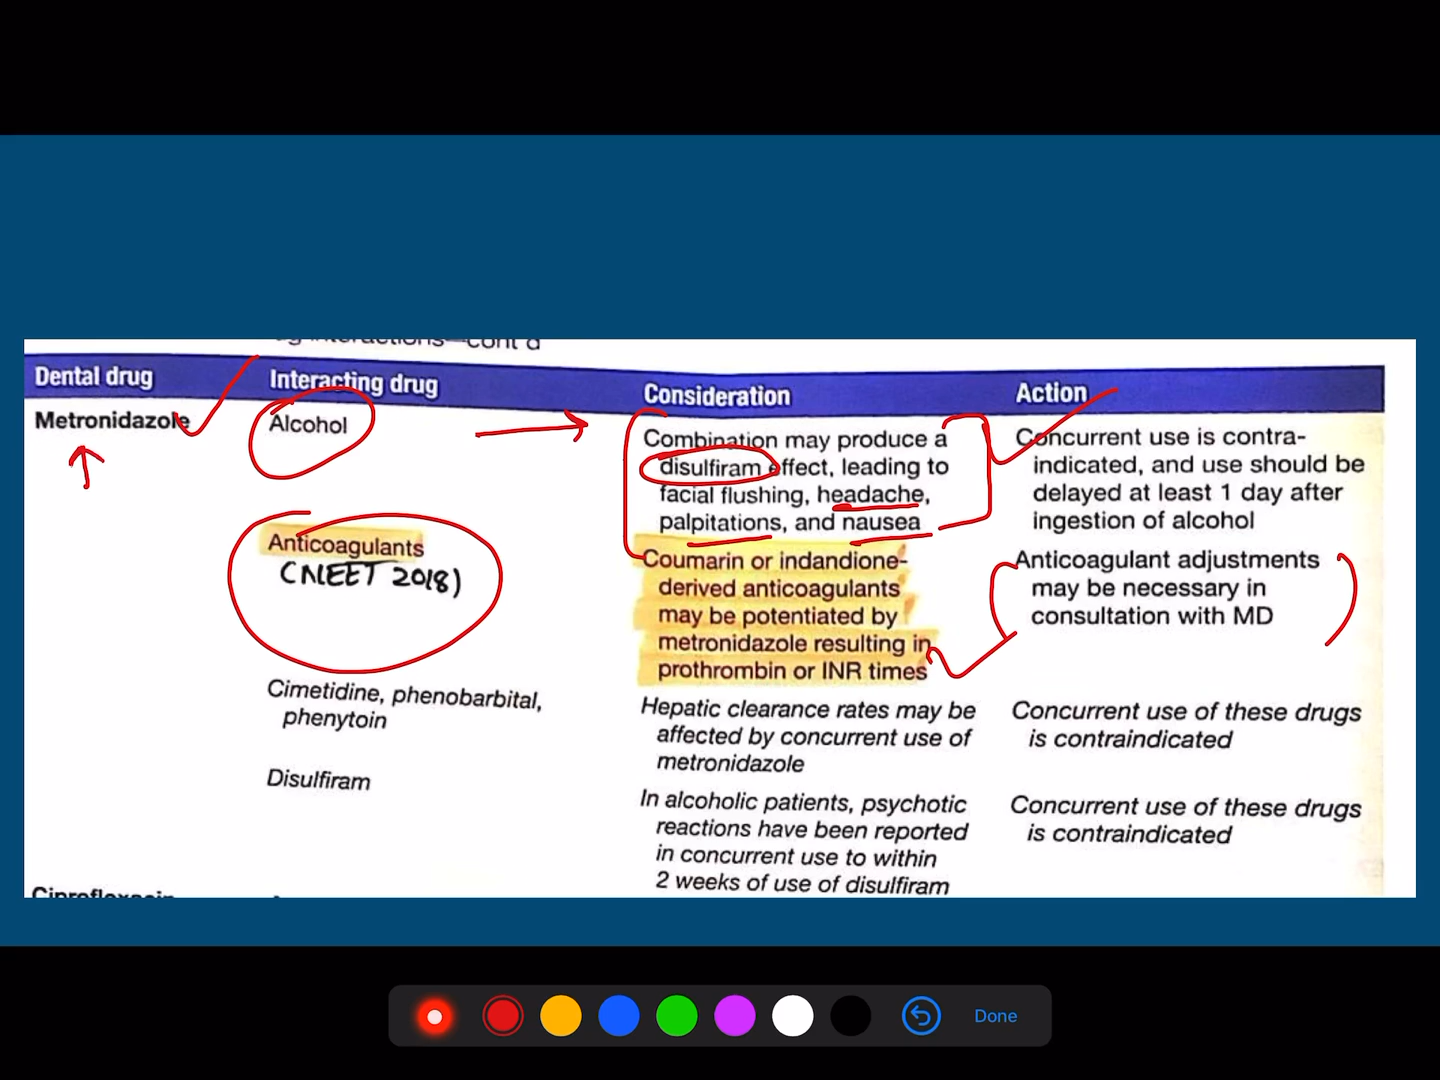 cont'd
Dental drug Interacting drug Consideration Action
Metronidazole
Alcohol
Combination may produce a
disulfiram effect, leading to
facial flushing, headache,
palpitations, and nausea
Concurrent use is contra-
indicated, and use should be
delayed at least 1 day after
ingestion of alcohol
Anticoagulants
(NEET 2018)
Coumarin or indandione-
derived anticoagulants
may be potentiated by
metronidazole resulting in
prothrombin or INR times
Anticoagulant adjustments
may be necessary in
consultation with MD
Cimetidine, phenobarbital,
phenytoin
Hepatic clearance rates may be
affected by concurrent use of
metronidazole
Concurrent use of these drugs
is contraindicated
Disulfiram
In alcoholic patients, psychotic
reactions have been reported
in concurrent use to within
2 weeks of use of disulfiram
Concurrent use of these drugs
is contraindicated
Done